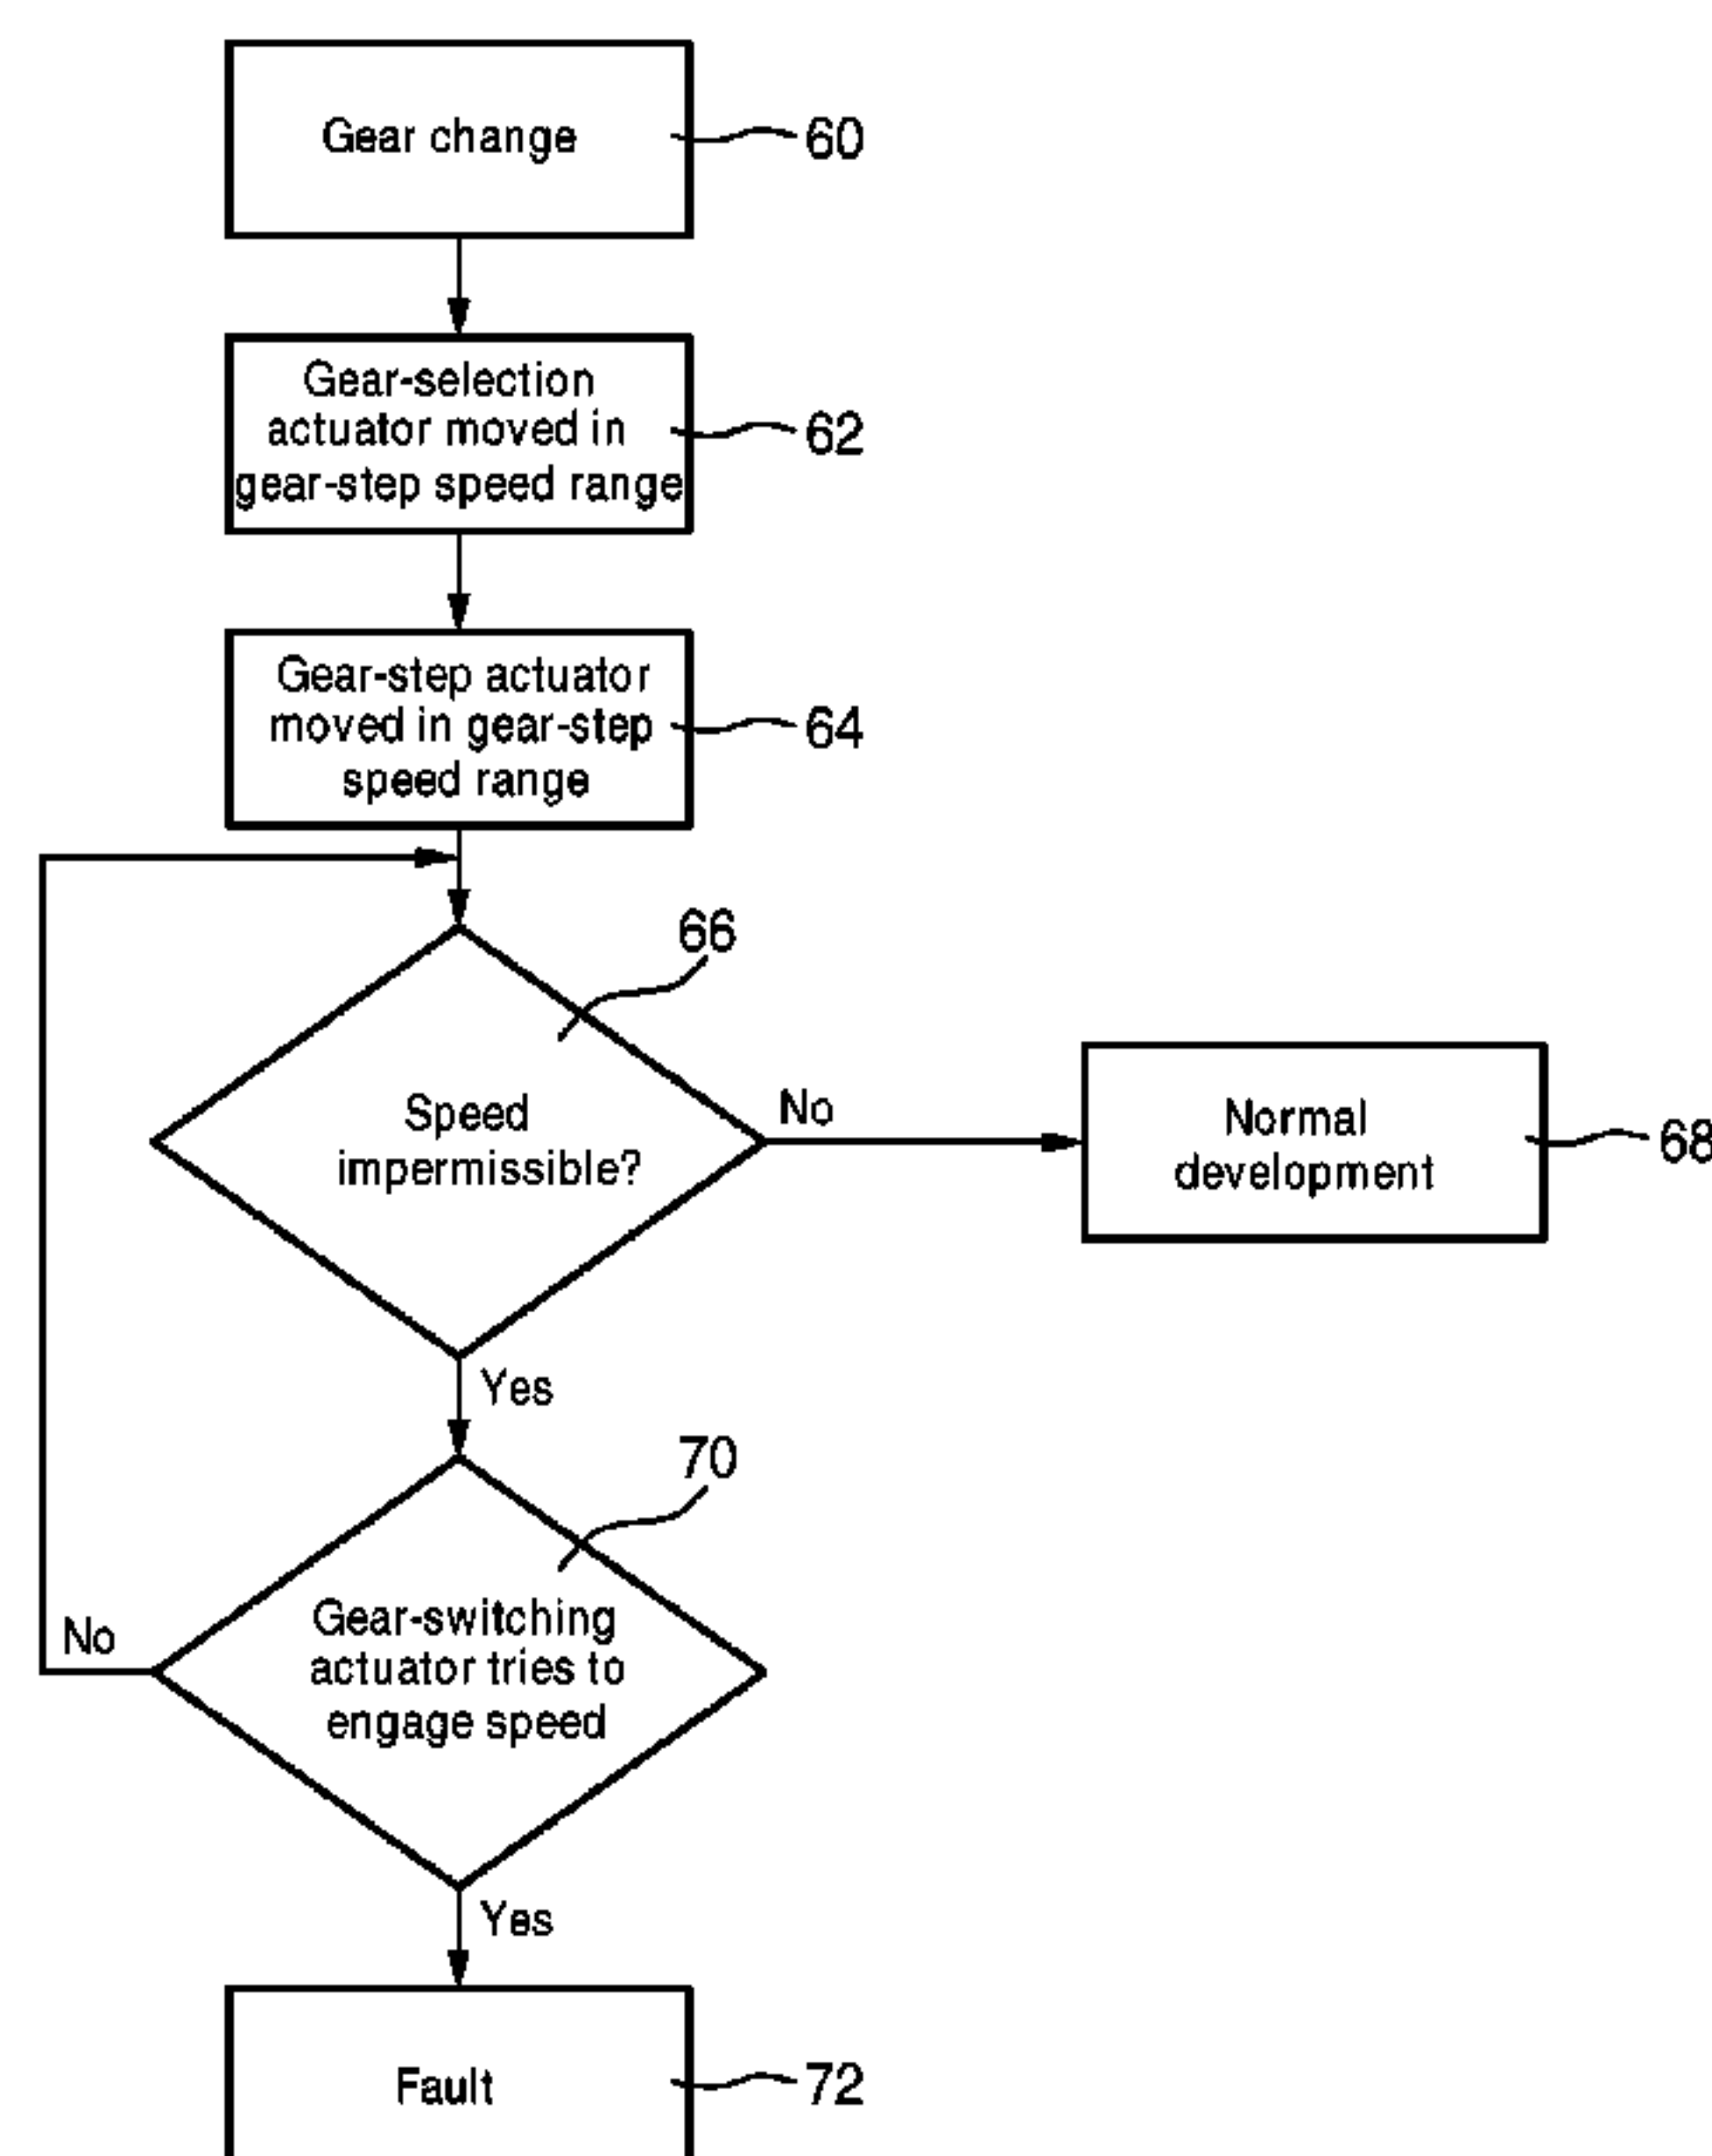 Gear change
60
Gear-selection
actuator moved in
gear-step speed range
62
Gear-step actuator
moved in gear-step
speed range
64
66
Speed
impermissible?
No
Normal
development
68
Yes
70
Gear-switching
actuator tries to
engage speed
No
Yes
Fault
72